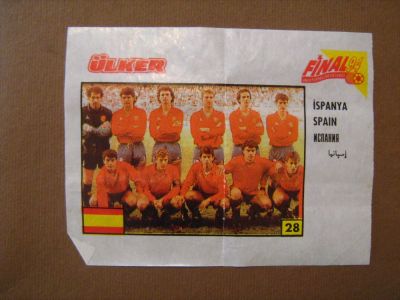 ÜLKER
FINAL 94
İSPANYA
SPAIN
ИСПАНИЯ
إسبانيا
28